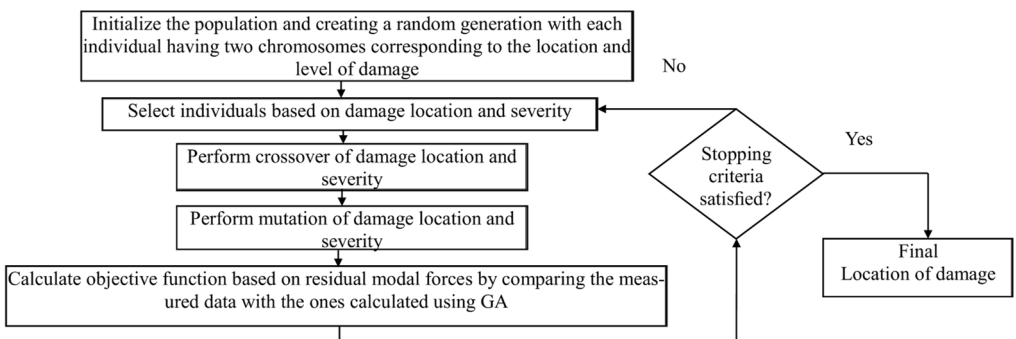 Initialize the population and creating a random generation with each
individual having two chromosomes corresponding to the location and
level of damage
No
Select individuals based on damage location and severity
Yes
Stopping
criteria
satisfied?
Perform crossover of damage location and
severity
Perform mutation of damage location and
severity
Final
Location of damage
Calculate objective function based on residual modal forces by comparing the meas-
ured data with the ones calculated using GA